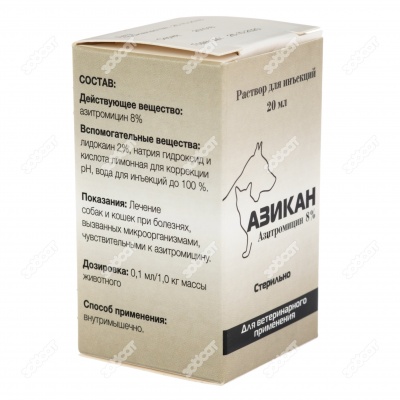 СОСТАВ:
Действующее вещество:
азитромицин 8%
Вспомогательные вещества:
лидокаин 2%, натрия гидроксид и
кислота лимонная для коррекции
pH, вода для инъекций до 100 %.
Показания: Лечение
собак и кошек при болезнях,
вызванных микроорганизмами,
чувствительными к азитромицину.
Дозировка: 0,1 мл/1,0 кг массы
животного
Способ применения:
внутримышечно.
Раствор для инъекций
20 мл
АЗИКАН
Азитромицин 8%
Стерильно
Для ветеринарного
применения